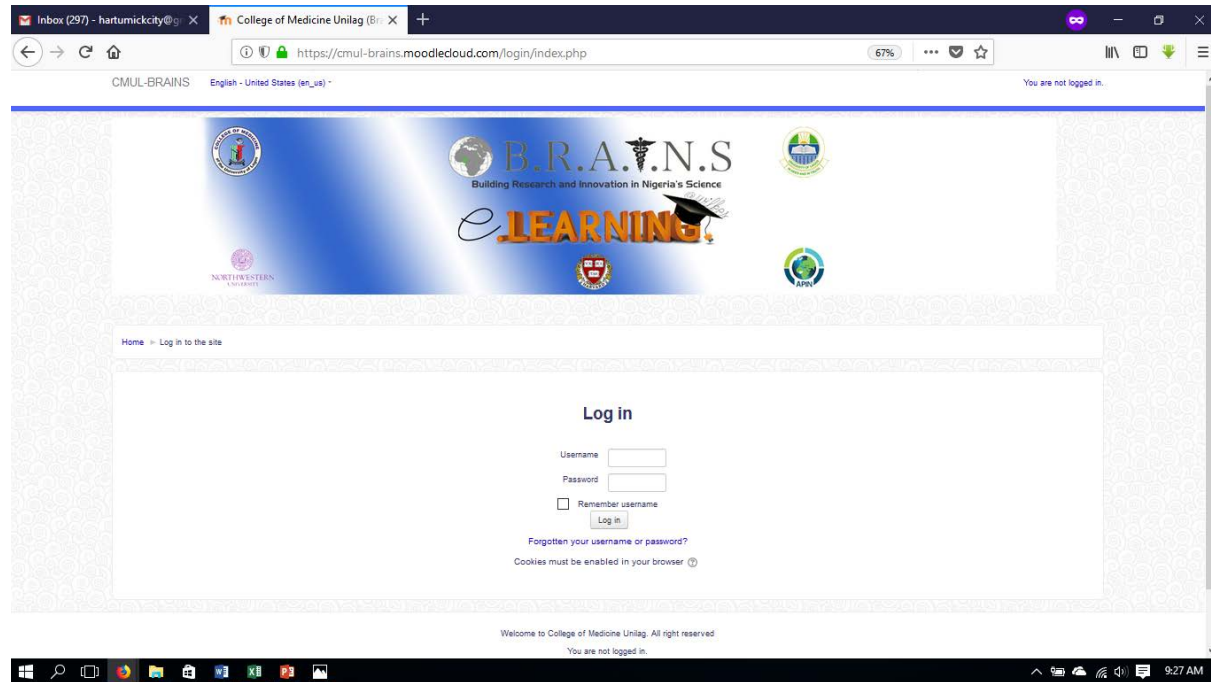 Inbox (297) - hartumickcity@g
College of Medicine Unilag (Bra
https://cmul-brains.moodlecloud.com/login/index.php
67%
CMUL-BRAINS
English - United States (en_us)
You are not logged in.
B.R.A.I.N.S
Building Research and Innovation in Nigeria's Science
e LEARNING
NORTHWESTERN
UNIVERSITY
APIN
Home
Log in to the site
Log in
Username
Password
Remember username
Log in
Forgotten your username or password?
Cookies must be enabled in your browser
Welcome to College of Medicine Unilag. All right reserved
You are not logged in.
9:27 AM